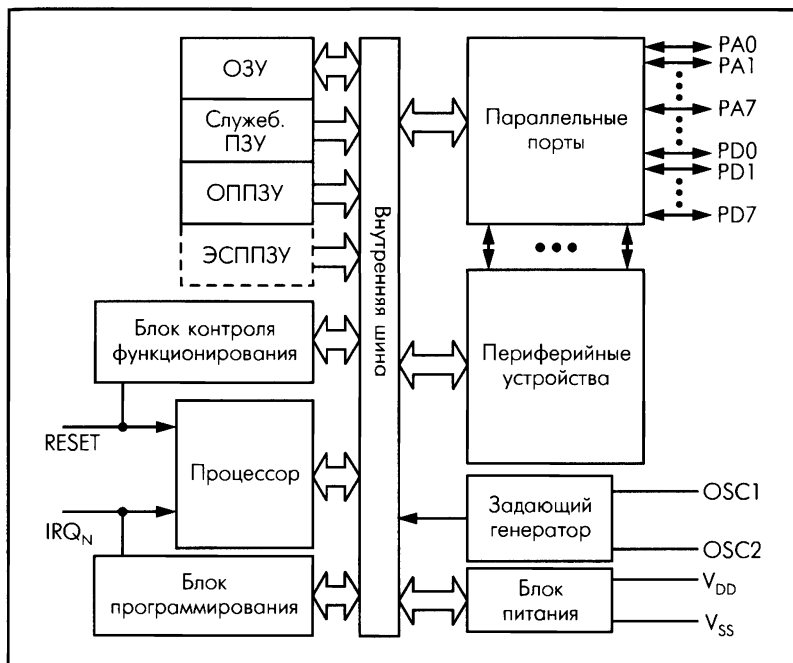 ОЗУ
Служеб.
ПЗУ
ОППЗУ
ЭСППЗУ
Блок контроля
функционирования
RESET
Процессор
IRQN
Блок
программирования
Внутренняя шина
Параллельные
порты
PA0
PA1
PA7
PD0
PD1
PD7
Периферийные
устройства
Задающий
генератор
OSC1
OSC2
Блок
питания
VDD
VSS